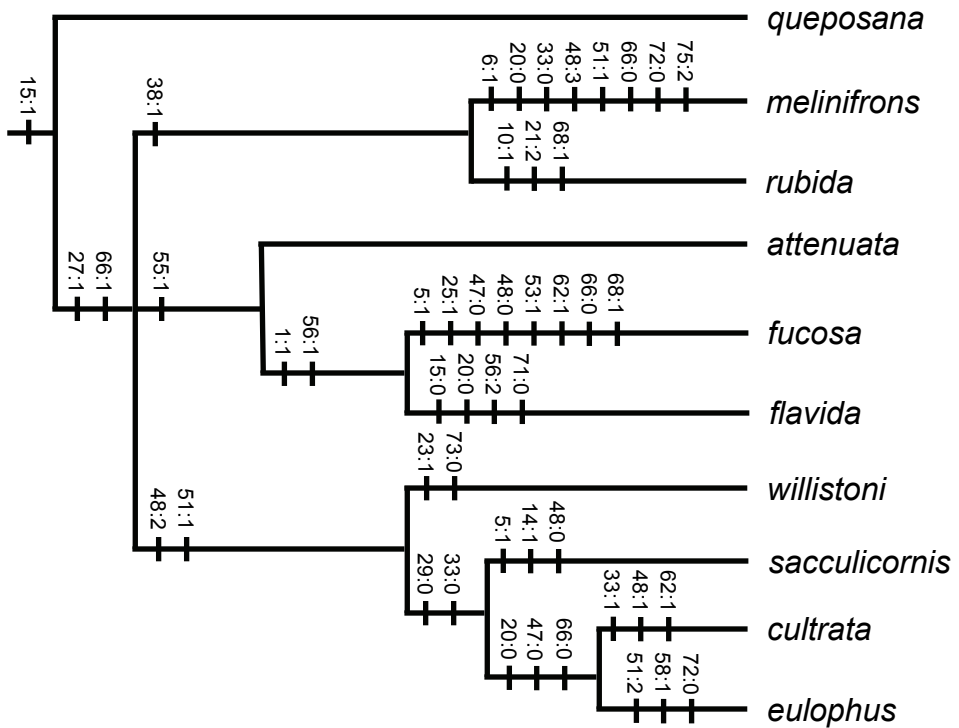 queposana
15:1
6:1 20:0 33:0 48:3 51:1 66:0 72:0 75:2
melinifrons
38:1
10:1 21:2 68:1
rubida
attenuata
27:1 66:1
55:1
5:1 25:1 47:0 48:0 53:1 62:1 66:0 68:1
fucosa
1:1 56:1
15:0 20:0 56:2 71:0
flavida
23:1 73:0
willistoni
48:2 51:1
5:1 14:1 48:0
sacculicornis
29:0 33:0
33:1 48:1 62:1
cultrata
20:0 47:0 66:0
51:2 58:1 72:0
eulophus